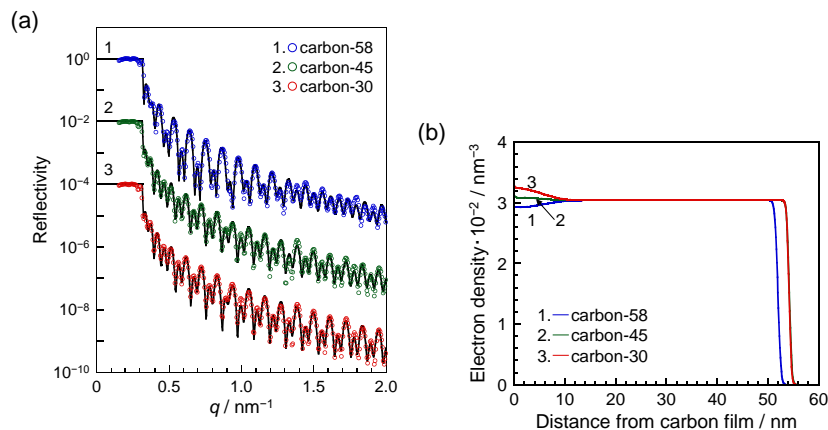 (a)
1
2
3
1. carbon-58
2. carbon-45
3. carbon-30
10⁰
10⁻²
10⁻⁴
10⁻⁶
10⁻⁸
10⁻¹⁰
Reflectivity
0 0.5 1.0 1.5 2.0
q / nm⁻¹
(b)
4
3
2
1
0
Electron density·10⁻² / nm⁻³
3
1
2
1. carbon-58
2. carbon-45
3. carbon-30
0 10 20 30 40 50 60
Distance from carbon film / nm